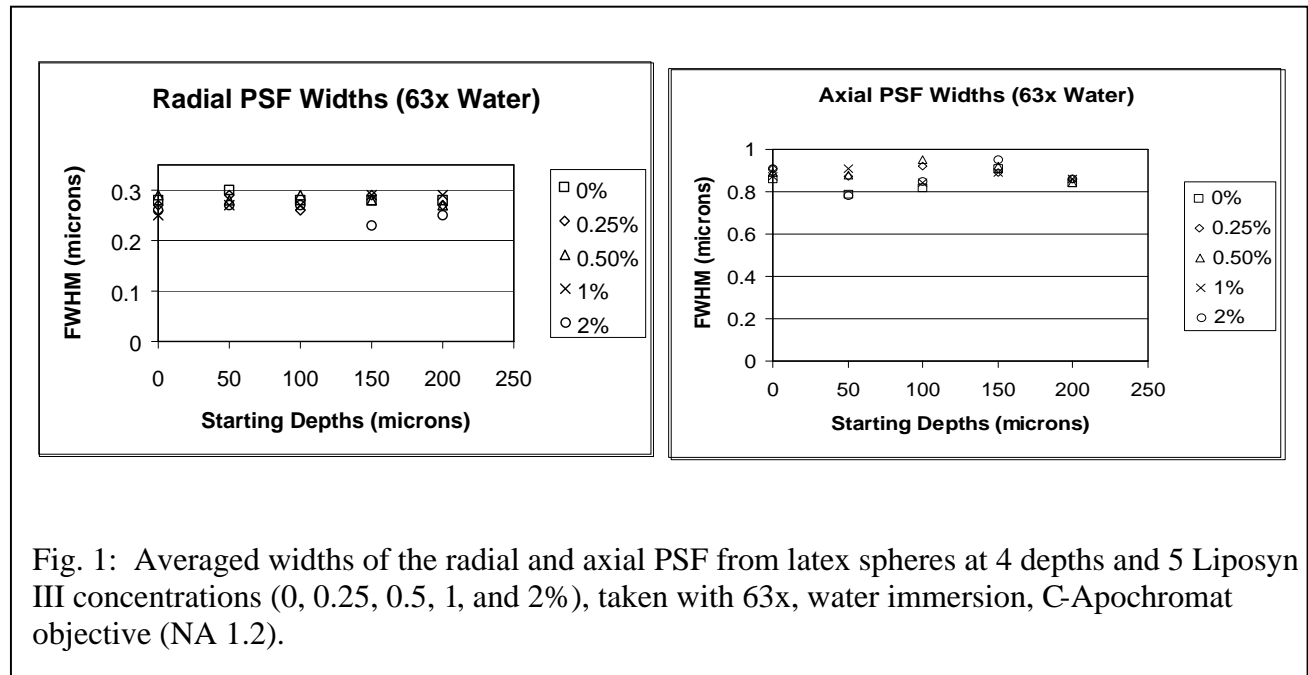 Radial PSF Widths (63x Water)
FWHM (microns)
0.3
0.2
0.1
0
0 50 100 150 200 250
Starting Depths (microns)
0%
0.25%
0.50%
1%
2%
Axial PSF Widths (63x Water)
FWHM (microns)
1
0.8
0.6
0.4
0.2
0
0 50 100 150 200 250
Starting Depths (microns)
0%
0.25%
0.50%
1%
2%
Fig. 1: Averaged widths of the radial and axial PSF from latex spheres at 4 depths and 5 Liposyn
III concentrations (0, 0.25, 0.5, 1, and 2%), taken with 63x, water immersion, C-Apochromat
objective (NA 1.2).